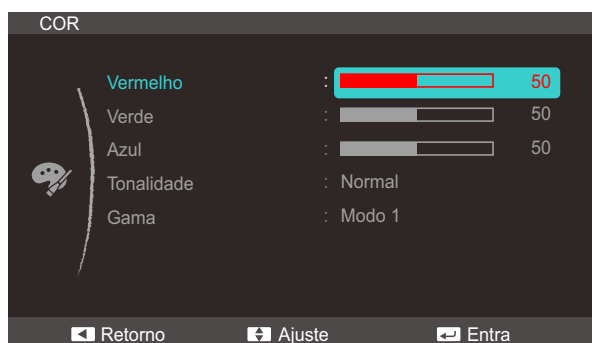 COR
Vermelho : 50
Verde : 50
Azul : 50
Tonalidade : Normal
Gama : Modo 1
Retorno Ajuste Entra